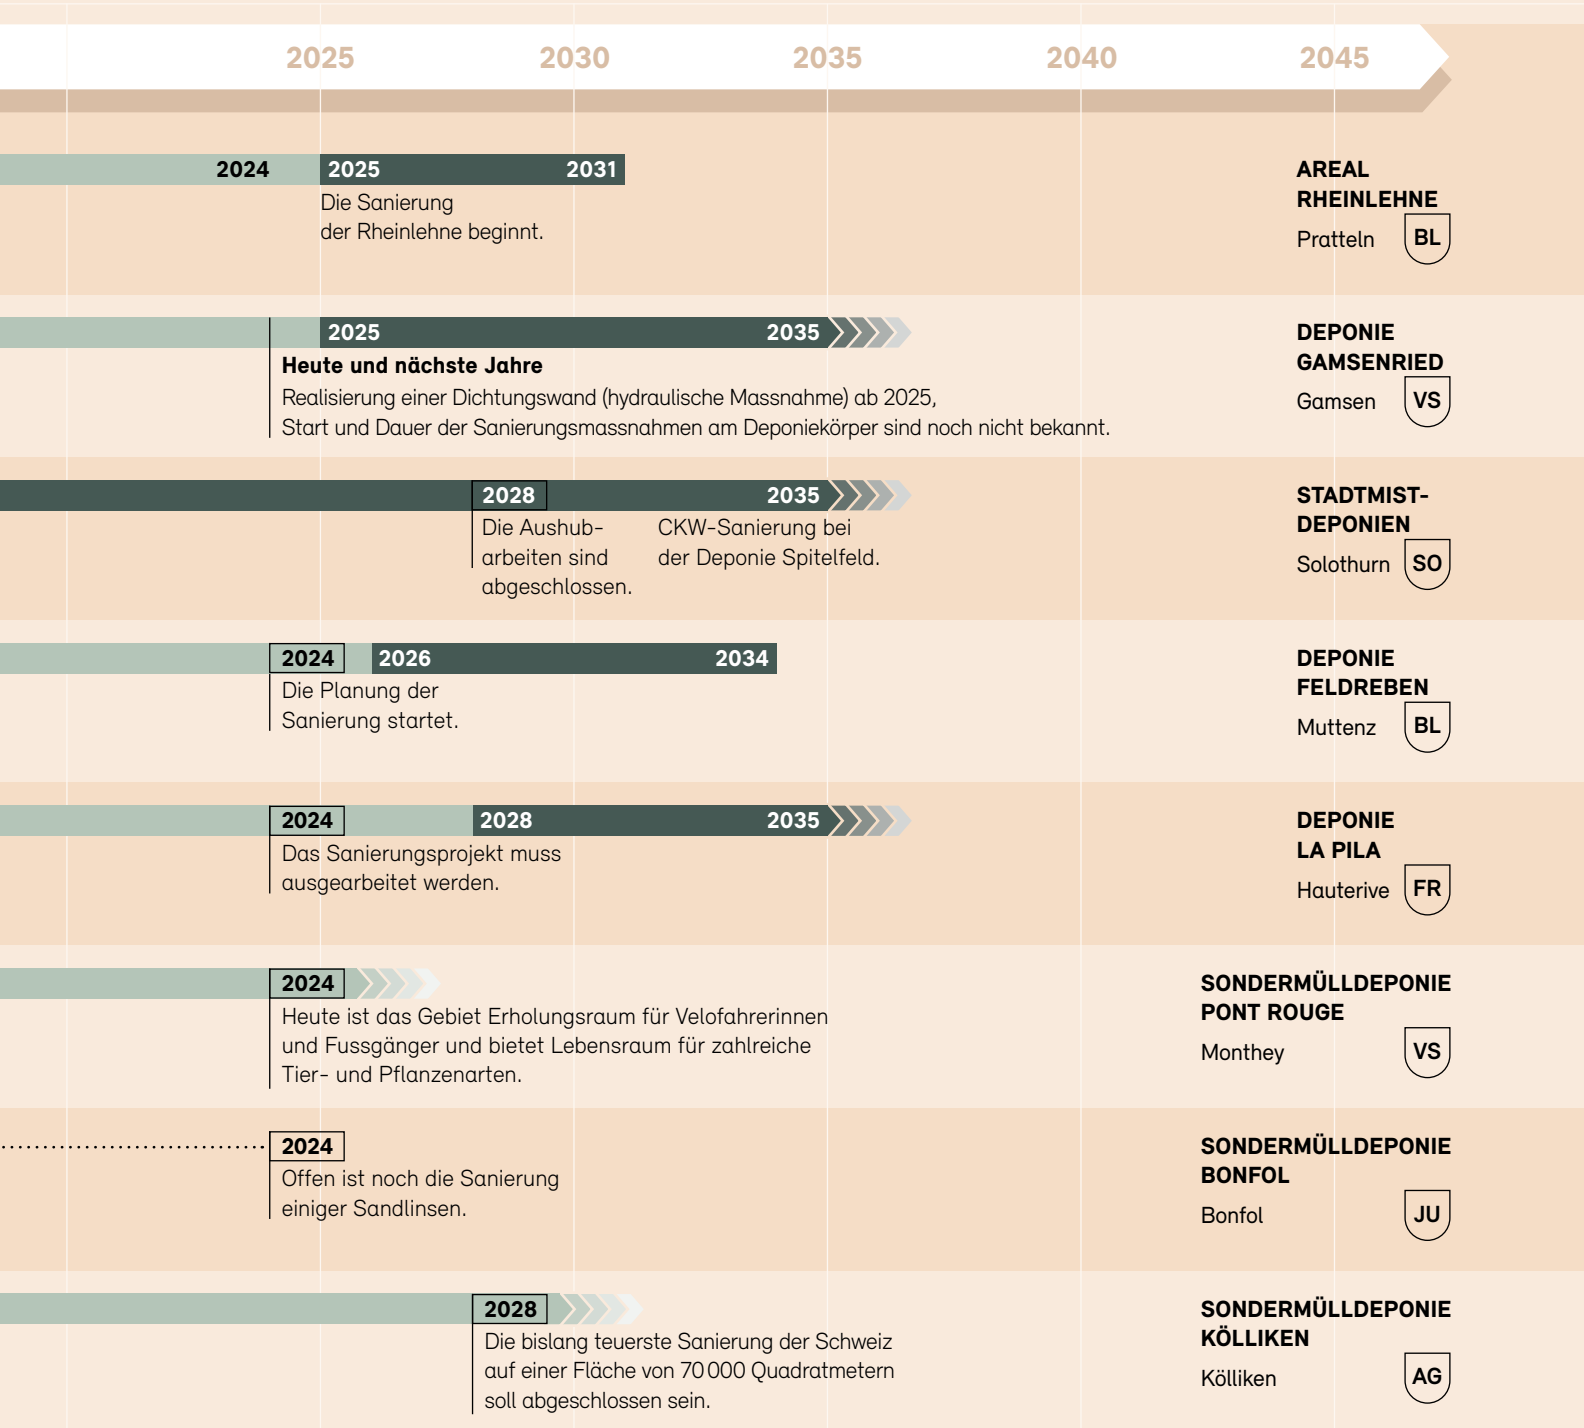 2025 2030 2035 2040 2045
2024 2025 2031
Die Sanierung
der Rheinlehne beginnt.
AREAL
RHEINLEHNE
Pratteln BL
2025 2035
Heute und nächste Jahre
Realisierung einer Dichtungswand (hydraulische Massnahme) ab 2025,
Start und Dauer der Sanierungsmassnahmen am Deponiekörper sind noch nicht bekannt.
DEPONIE
GAMSENRIED
Gamsen VS
2028 2035
Die Aushub-
arbeiten sind
abgeschlossen.
CKW-Sanierung bei
der Deponie Spitelfeld.
STADTMIST-
DEPONIEN
Solothurn SO
2024 2026 2034
Die Planung der
Sanierung startet.
DEPONIE
FELDREBEN
Muttenz BL
2024 2028 2035
Das Sanierungsprojekt muss
ausgearbeitet werden.
DEPONIE
LA PILA
Hauterive FR
2024
Heute ist das Gebiet Erholungsraum für Velofahrerinnen
und Fussgänger und bietet Lebensraum für zahlreiche
Tier- und Pflanzenarten.
SONDERMÜLLDEPONIE
PONT ROUGE
Monthey VS
2024
Offen ist noch die Sanierung
einiger Sandlinsen.
SONDERMÜLLDEPONIE
BONFOL
Bonfol JU
2028
Die bislang teuerste Sanierung der Schweiz
auf einer Fläche von 70 000 Quadratmetern
soll abgeschlossen sein.
SONDERMÜLLDEPONIE
KÖLLIKEN
Kölliken AG